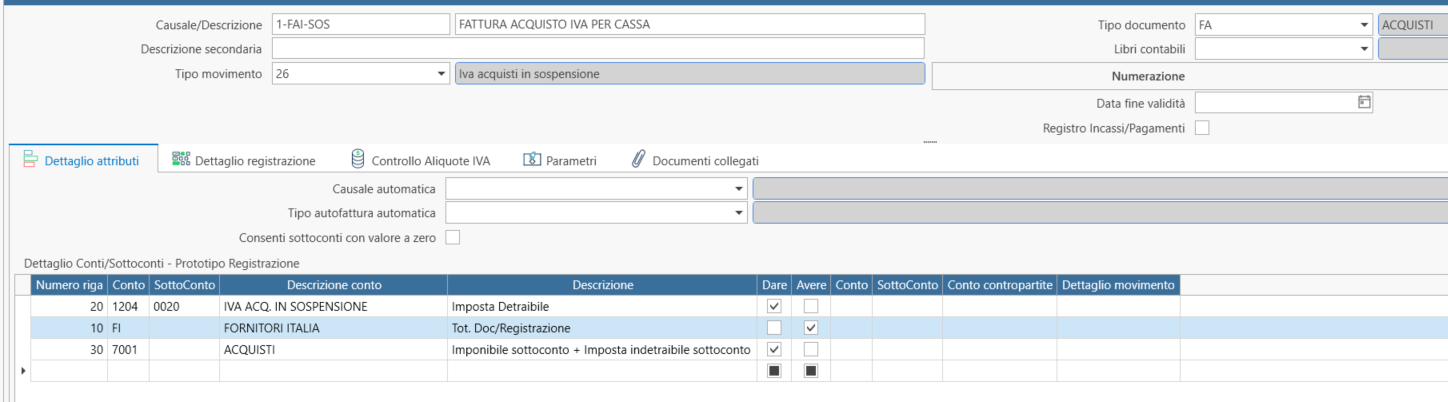 Causale/Descrizione 1-FAI-SOS FATTURA ACQUISTO IVA PER CASSA
Descrizione secondaria
Tipo movimento 26 Iva acquisti in sospensione
Tipo documento FA ACQUISTI
Libri contabili
Numerazione
Data fine validità
Registro Incassi/Pagamenti
Dettaglio attributi Dettaglio registrazione Controllo Aliquote IVA Parametri Documenti collegati
Causale automatica
Tipo autofattura automatica
Consenti sottoconti con valore a zero
Dettaglio Conti/Sottoconti - Prototipo Registrazione
Numero riga Conto SottoConto Descrizione conto Descrizione Dare Avere Conto SottoConto Conto contropartite Dettaglio movimento
20 1204 0020 IVA ACQ. IN SOSPENSIONE Imposta Detraibile
10 FI FORNITORI ITALIA Tot. Doc/Registrazione
30 7001 ACQUISTI Imponibile sottoconto + Imposta indetraibile sottoconto